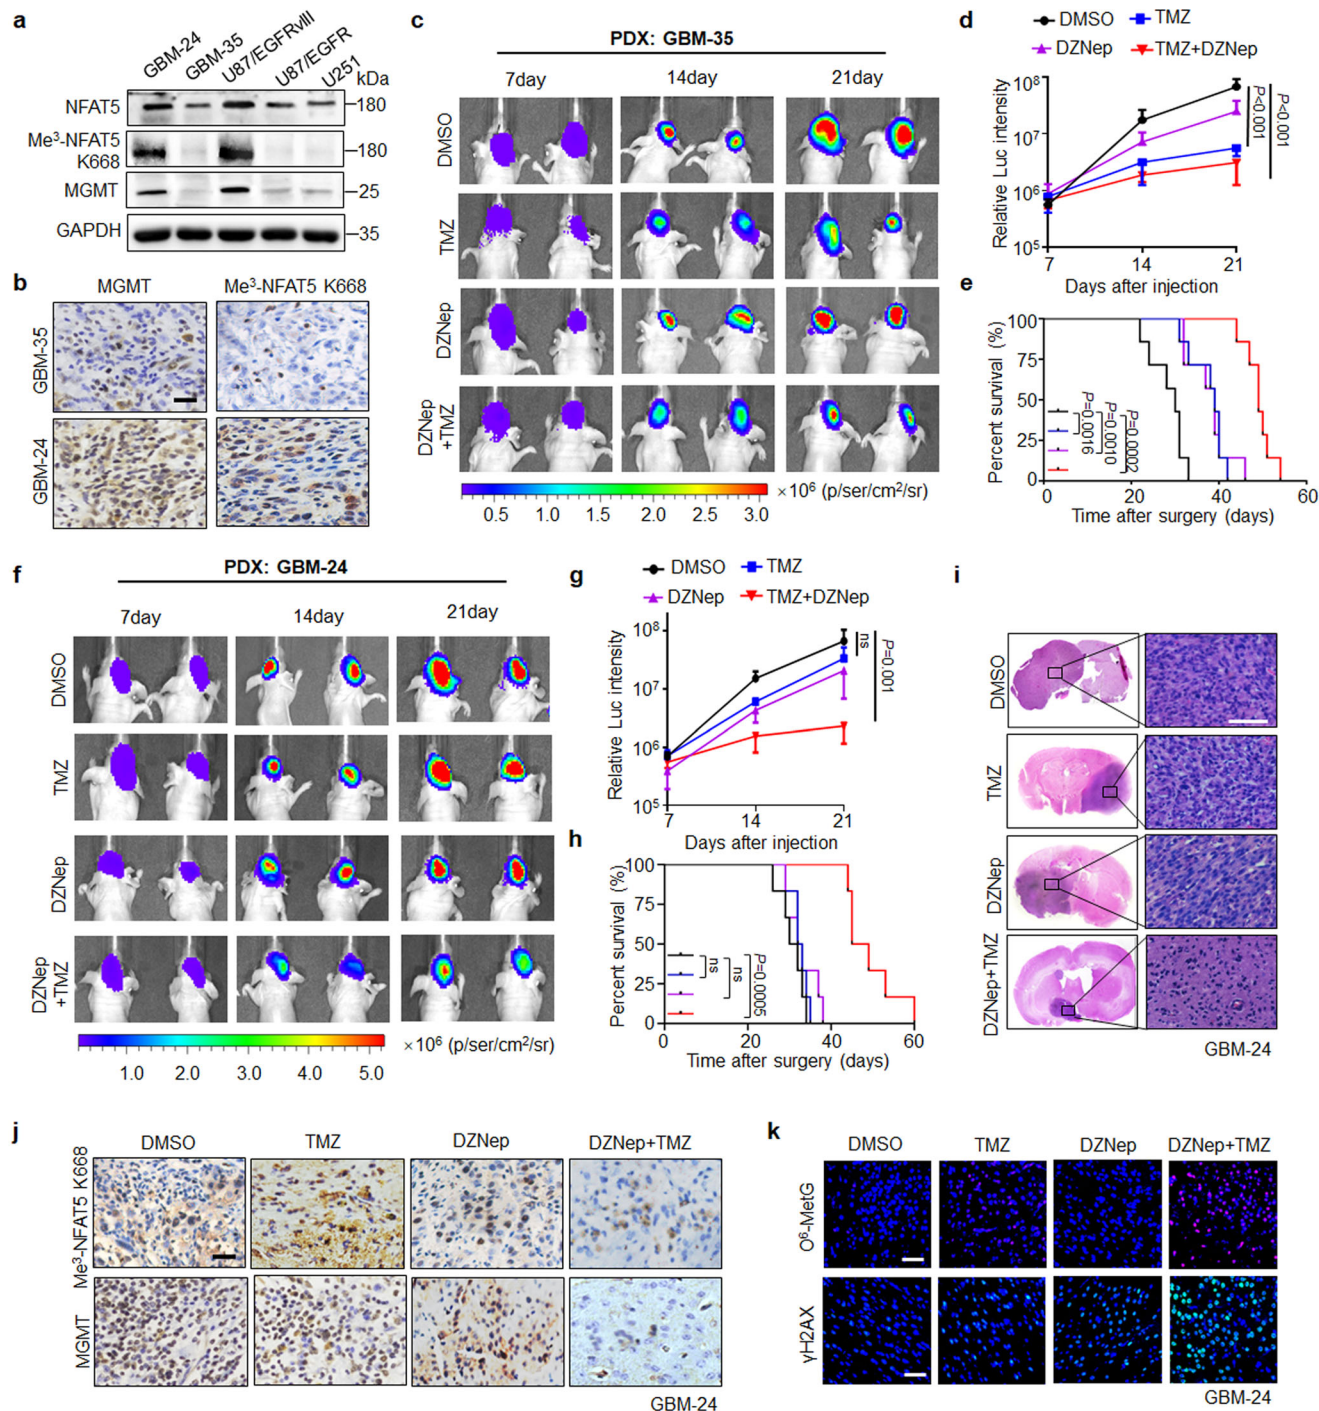 a
GBM-24
GBM-35
U87/EGFRvIII
U87/EGFR
U251
kDa
NFAT5
180
Me³-NFAT5
K668
180
MGMT
25
GAPDH
35
b
MGMT
Me³-NFAT5 K668
GBM-35
GBM-24
c
PDX: GBM-35
7day
14day
21day
DMSO
TMZ
DZNep
DZNep
+TMZ
0.5
1.0
1.5
2.0
2.5
3.0
×10⁶ (p/ser/cm²/sr)
d
DMSO
TMZ
DZNep
TMZ+DZNep
Relative Luc intensity
10⁸
10⁷
10⁶
10⁵
P<0.001
P<0.001
7
14
21
Days after injection
e
Percent survival (%)
100
75
50
25
0
P=0.0016
P=0.0010
P=0.0002
0
20
40
60
Time after surgery (days)
f
PDX: GBM-24
7day
14day
21day
DMSO
TMZ
DZNep
DZNep
+TMZ
1.0
2.0
3.0
4.0
5.0
×10⁶ (p/ser/cm²/sr)
g
DMSO
TMZ
DZNep
TMZ+DZNep
Relative Luc intensity
10⁸
10⁷
10⁶
10⁵
ns
P=0.001
7
14
21
Days after injection
h
Percent survival (%)
100
75
50
25
0
ns
ns
P=0.0005
0
20
40
60
Time after surgery (days)
i
DMSO
TMZ
DZNep
DZNep+TMZ
GBM-24
j
DMSO
TMZ
DZNep
DZNep+TMZ
Me³-NFAT5 K668
MGMT
GBM-24
k
DMSO
TMZ
DZNep
DZNep+TMZ
O⁶-MetG
γH2AX
GBM-24